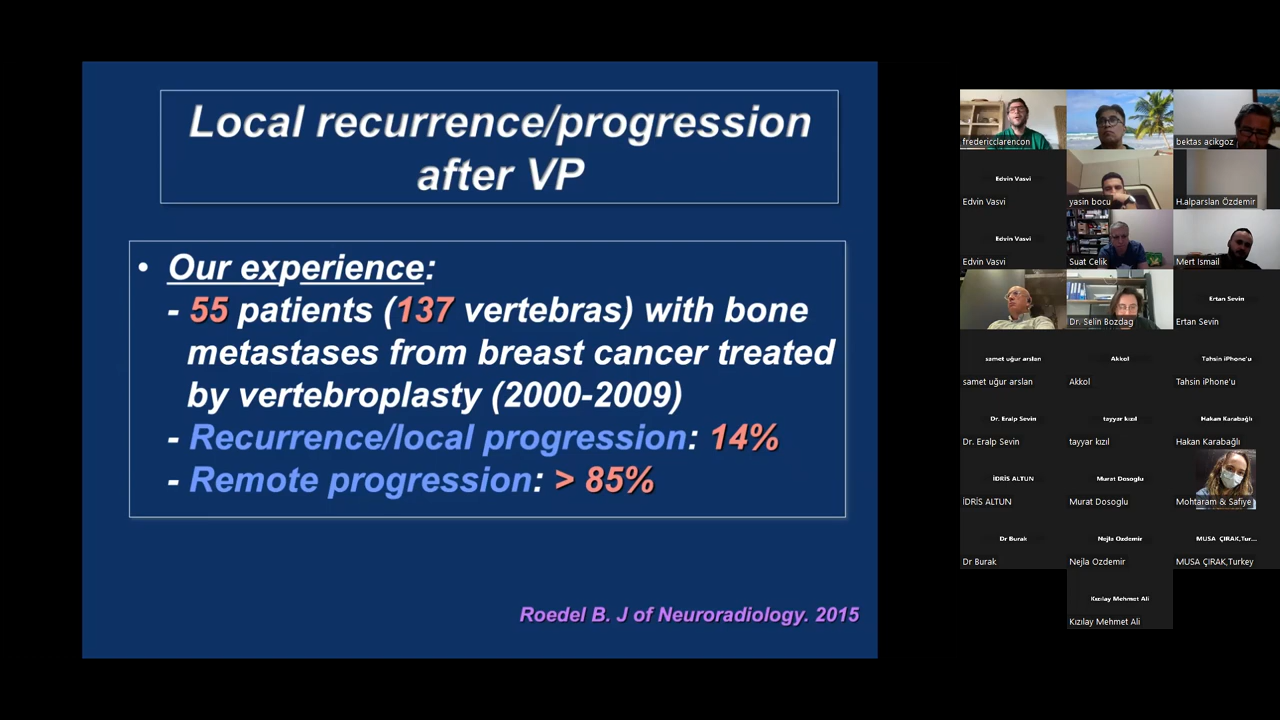 Local recurrence/progression
after VP
• Our experience:
- 55 patients (137 vertebras) with bone
metastases from breast cancer treated
by vertebroplasty (2000-2009)
- Recurrence/local progression: 14%
- Remote progression: > 85%
Roedel B. J of Neuroradiology. 2015
fredericclarencon
bektas acikgoz
Edvin Vasvi
Edvin Vasvi
yasin bocu
H.alparslan Özdemir
Edvin Vasvi
Edvin Vasvi
Suat Celik
Mert Ismail
Dr. Selin Bozdag
Ertan Sevin
Ertan Sevin
samet uğur arslan
samet uğur arslan
Akkol
Akkol
Tahsin iPhone'u
Tahsin iPhone'u
Dr. Eralp Sevin
Dr. Eralp Sevin
tayyar kızıl
tayyar kızıl
Hakan Karabağlı
Hakan Karabağlı
İDRİS ALTUN
İDRİS ALTUN
Murat Dosoglu
Murat Dosoglu
Mohtaram & Safiye
Dr Burak
Dr Burak
Nejla Ozdemir
Nejla Ozdemir
MUSA ÇIRAK,Tur...
MUSA ÇIRAK,Turkey
Kızılay Mehmet Ali
Kızılay Mehmet Ali